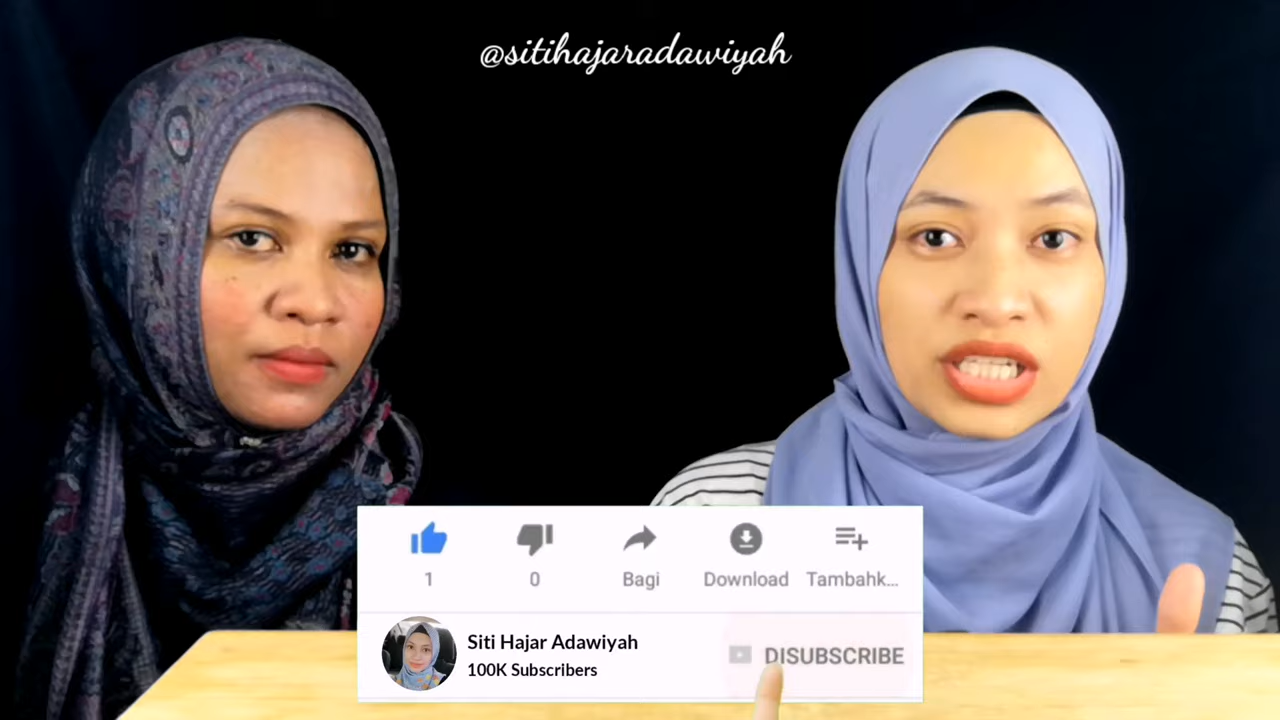 @sitihajaradawiyah
1 0 Bagi Download Tambahk...
Siti Hajar Adawiyah
100K Subscribers
DISUBSCRIBE